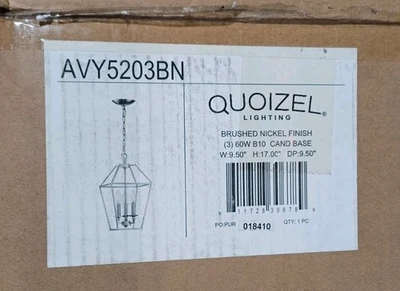 AVY5203BN
QUOIZEL®
LIGHTING
BRUSHED NICKEL FINISH
(3) 60W B10 CAND BASE
W:9.50" H:17.00" DP:9.50"
PO:PUR 018410 QTY: 1 PC